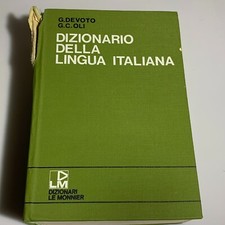 G.DEVOTO
G.C.OLI
DIZIONARIO
DELLA
LINGUA ITALIANA
LM
DIZIONARI
LE MONNIER